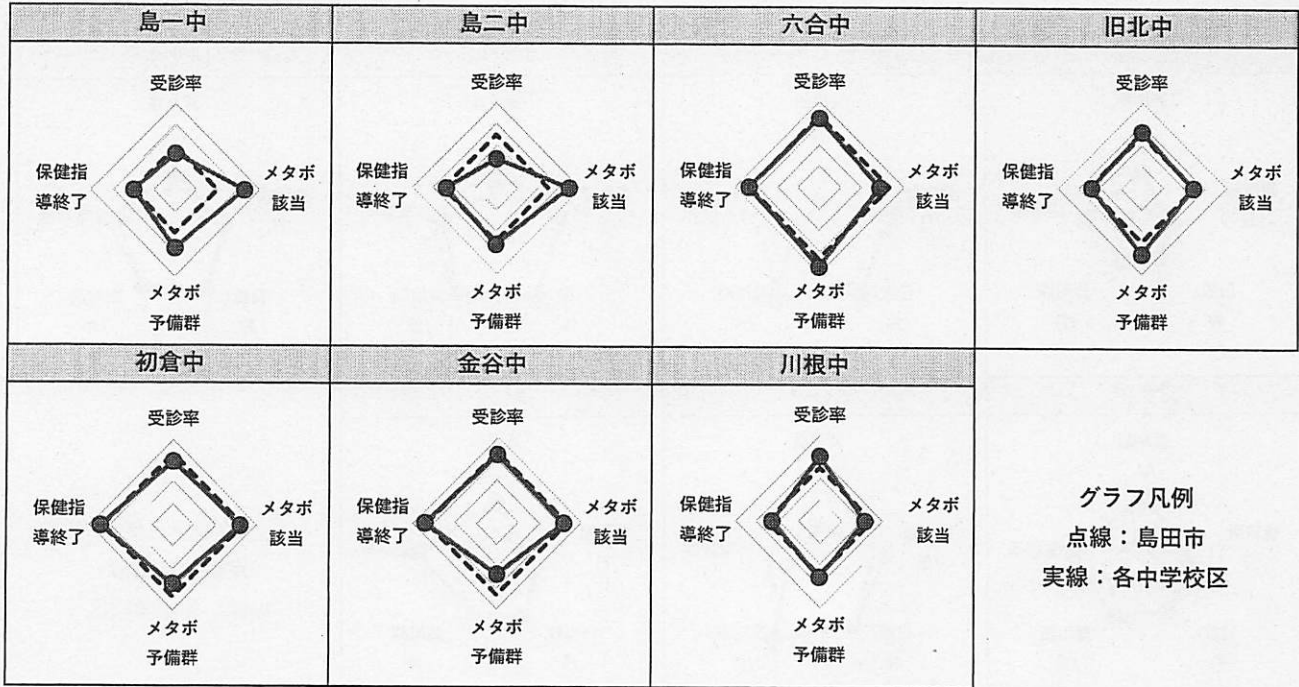 島一中
島二中
六合中
旧北中
受診率
保健指
導終了
メタボ
該当
メタボ
予備群
受診率
保健指
導終了
メタボ
該当
メタボ
予備群
受診率
保健指
導終了
メタボ
該当
メタボ
予備群
受診率
保健指
導終了
メタボ
該当
メタボ
予備群
初倉中
金谷中
川根中
受診率
保健指
導終了
メタボ
該当
メタボ
予備群
受診率
保健指
導終了
メタボ
該当
メタボ
予備群
受診率
保健指
導終了
メタボ
該当
メタボ
予備群
グラフ凡例
点線：島田市
実線：各中学校区